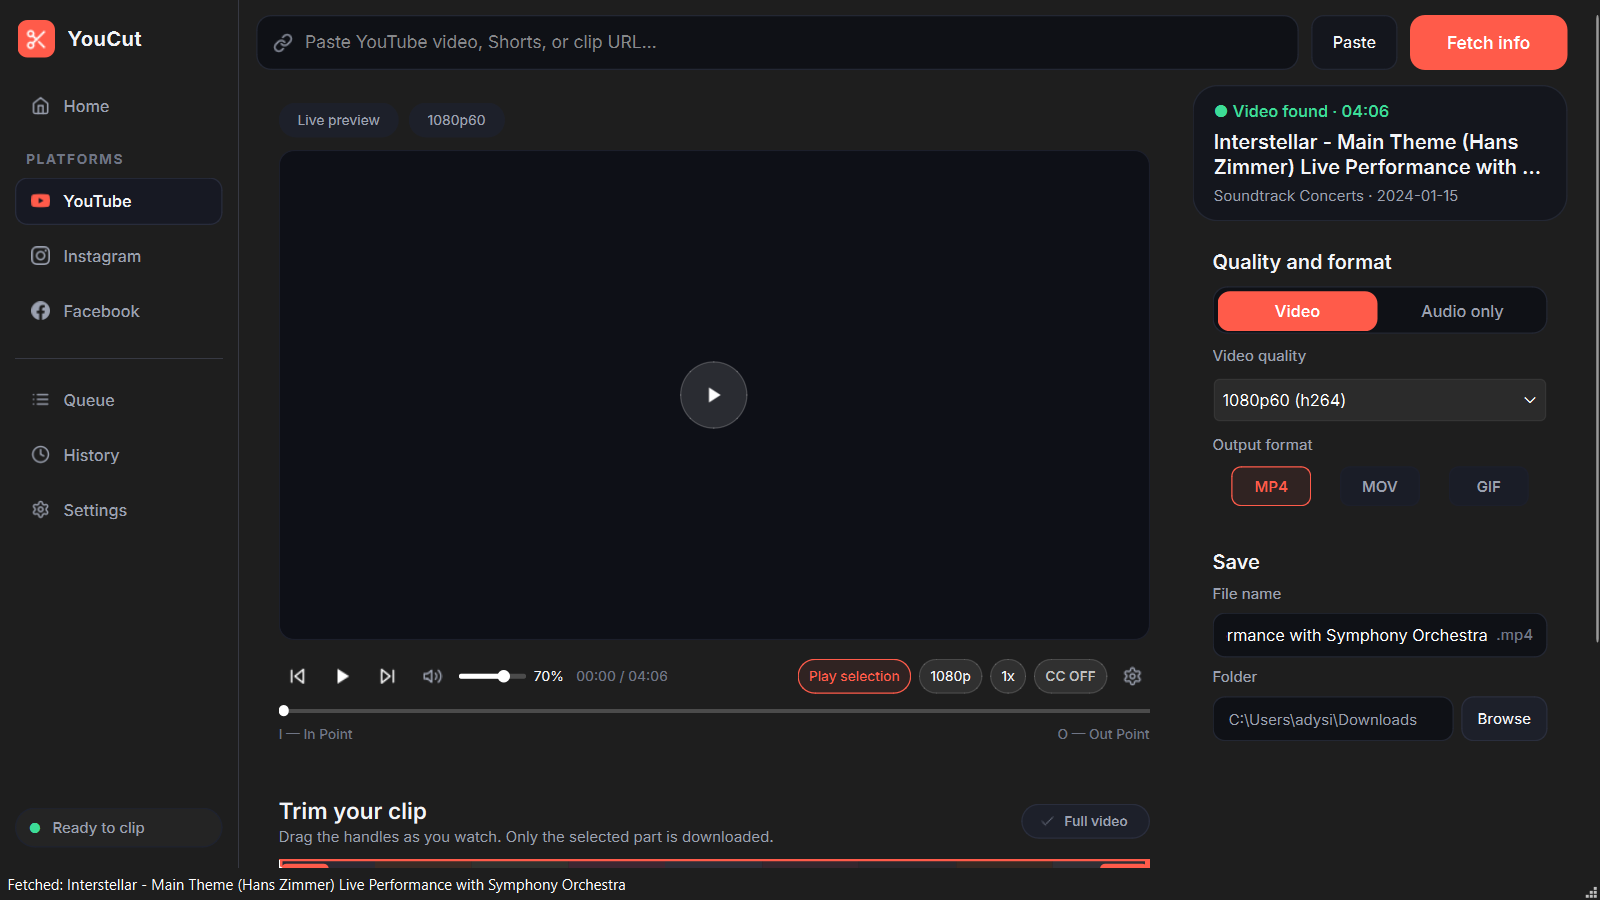 YouCut
Paste YouTube video, Shorts, or clip URL...
Paste
Fetch info
Home
PLATFORMS
YouTube
Instagram
Facebook
Queue
History
Settings
Ready to clip
Live preview
1080p60
Video found · 04:06
Interstellar - Main Theme (Hans
Zimmer) Live Performance with ...
Soundtrack Concerts · 2024-01-15
Quality and format
Video
Audio only
Video quality
1080p60 (h264)
Output format
MP4
MOV
GIF
Save
File name
rmance with Symphony Orchestra .mp4
Folder
C:\Users\adysi\Downloads
Browse
70%
00:00 / 04:06
Play selection
1080p
1x
CC OFF
I — In Point
O — Out Point
Trim your clip
Drag the handles as you watch. Only the selected part is downloaded.
Full video
Fetched: Interstellar - Main Theme (Hans Zimmer) Live Performance with Symphony Orchestra